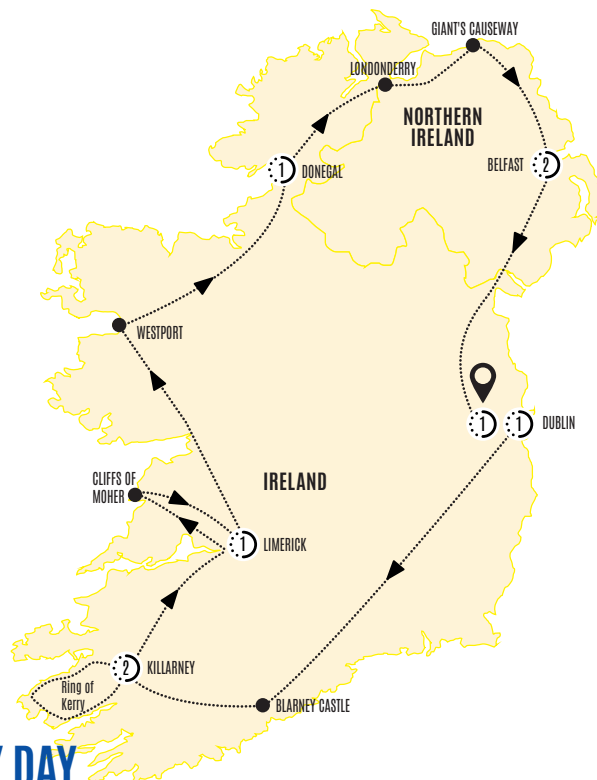 GIANT'S CAUSEWAY
LONDONDERRY
NORTHERN
IRELAND
BELFAST
2
1
DONEGAL
WESTPORT
1
1
DUBLIN
CLIFFS OF
MOHER
IRELAND
1
LIMERICK
2
KILLARNEY
Ring of
Kerry
BLARNEY CASTLE
DAY